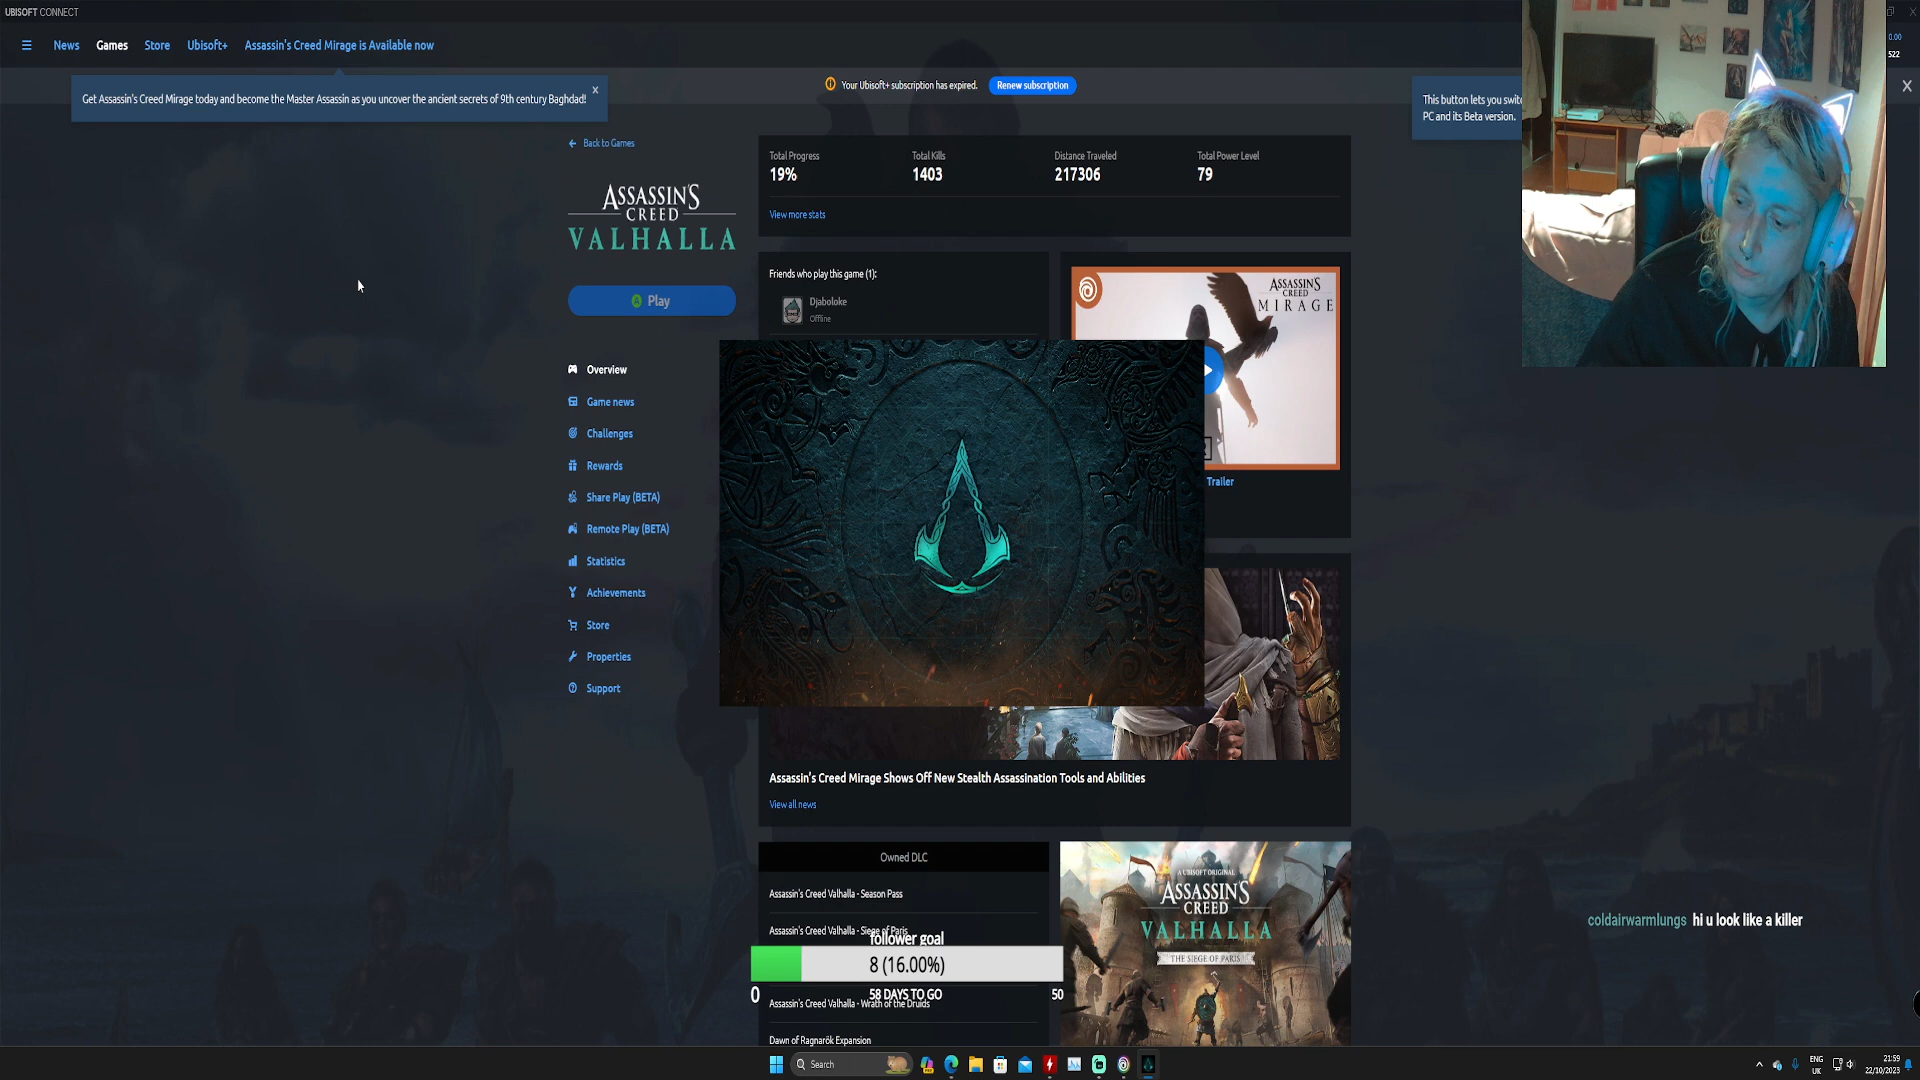 UBISOFT CONNECT
News
Games
Store
Ubisoft+
Assassin's Creed Mirage is Available now
0.00
522
Your Ubisoft+ subscription has expired.
Renew subscription
Get Assassin's Creed Mirage today and become the Master Assassin as you uncover the ancient secrets of 9th century Baghdad!
This button lets you switc
PC and its Beta version.
Back to Games
ASSASSIN'S
CREED
VALHALLA
Play
Overview
Game news
Challenges
Rewards
Share Play (BETA)
Remote Play (BETA)
Statistics
Achievements
Store
Properties
Support
Total Progress
19%
Total Kills
1403
Distance Traveled
217306
Total Power Level
79
View more stats
Friends who play this game (1):
Djaboloke
Offline
ASSASSIN'S
CREED
MIRAGE
Trailer
Assassin's Creed Mirage Shows Off New Stealth Assassination Tools and Abilities
View all news
Owned DLC
Assassin's Creed Valhalla - Season Pass
Assassin's Creed Valhalla - Siege of Paris
follower goal
8 (16.00%)
0
58 DAYS TO GO
50
Assassin's Creed Valhalla - Wrath of the Druids
Dawn of Ragnarök Expansion
A UBISOFT ORIGINAL
ASSASSIN'S
CREED
VALHALLA
THE SIEGE OF PARIS
coldairwarmlungs hi u look like a killer
Search
ENG
UK
21:59
22/10/2023